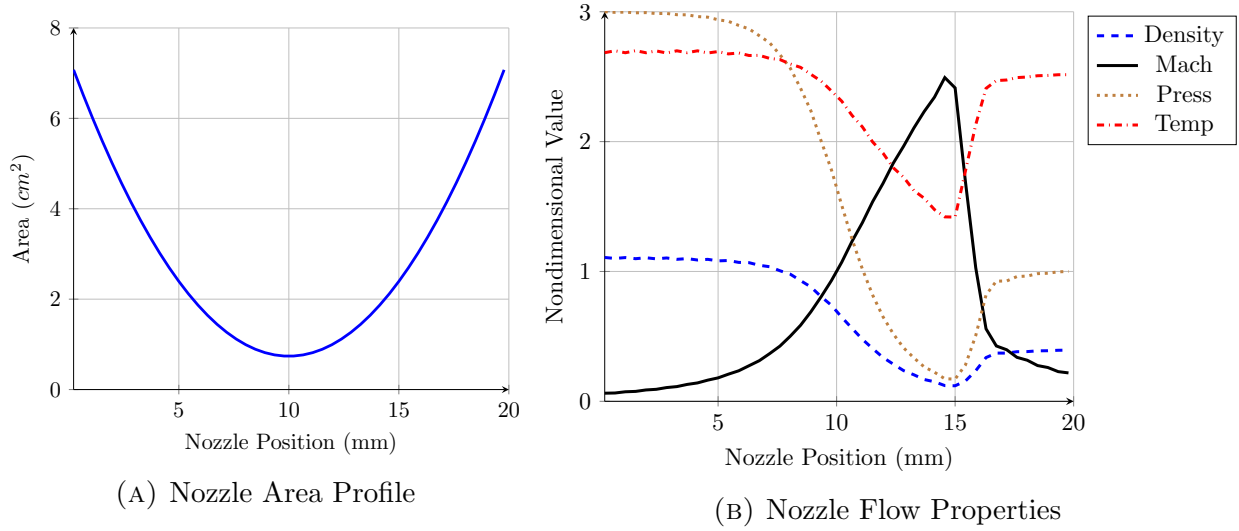 8
6
4
2
0
5
10
15
20
Area (cm²)
Nozzle Position (mm)
(A) Nozzle Area Profile
3
2
1
0
5
10
15
20
Nondimensional Value
Nozzle Position (mm)
Density
Mach
Press
Temp
(B) Nozzle Flow Properties